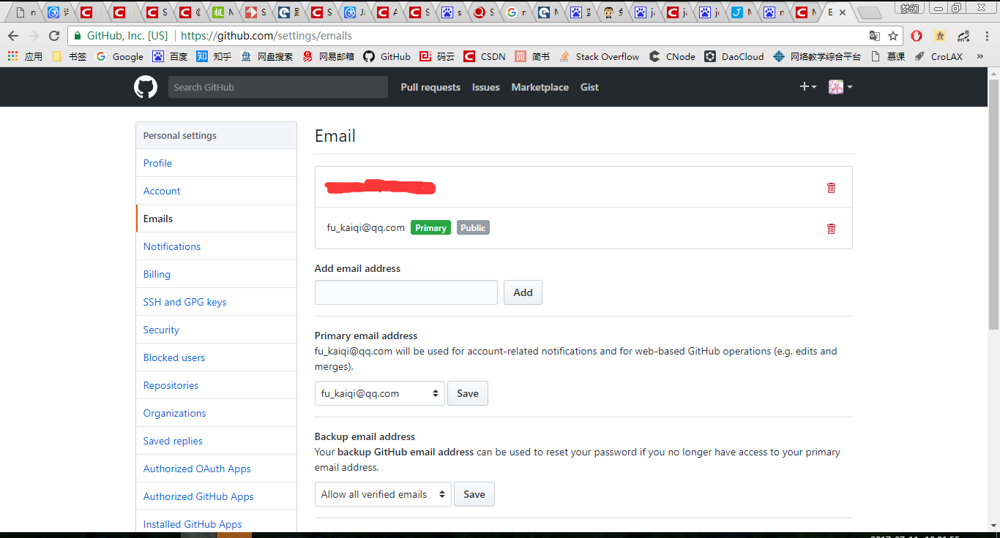 梦幻
GitHub, Inc. [US] https://github.com/settings/emails
应用 书签 Google 百度 知乎 网盘搜索 网易邮箱 GitHub 码云 CSDN 简书 Stack Overflow CNode DaoCloud 网络教学综合平台 慕课 CroLAX »
Search GitHub Pull requests Issues Marketplace Gist
Personal settings
Profile
Account
Emails
Notifications
Billing
SSH and GPG keys
Security
Blocked users
Repositories
Organizations
Saved replies
Authorized OAuth Apps
Authorized GitHub Apps
Installed GitHub Apps
Email
fu_kaiqi@qq.com Primary Public
Add email address
Add
Primary email address
fu_kaiqi@qq.com will be used for account-related notifications and for web-based GitHub operations (e.g. edits and
merges).
fu_kaiqi@qq.com Save
Backup email address
Your backup GitHub email address can be used to reset your password if you no longer have access to your primary
email address.
Allow all verified emails Save